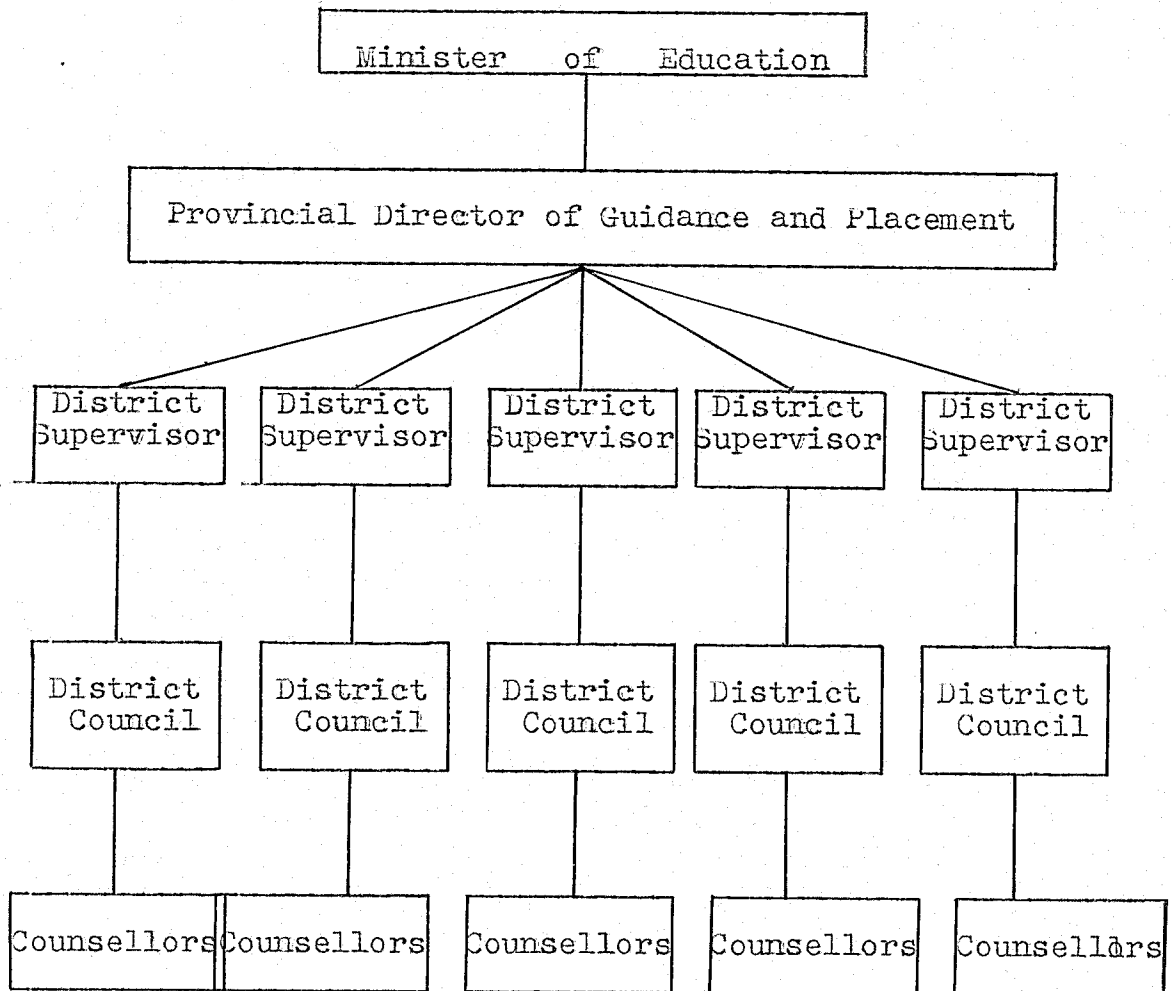 Minister of Education
Provincial Director of Guidance and Placement
District
Supervisor
District
Supervisor
District
Supervisor
District
Supervisor
District
Supervisor
District
Council
District
Council
District
Council
District
Council
District
Council
Counsellors
Counsellors
Counsellors
Counsellors
Counsellors